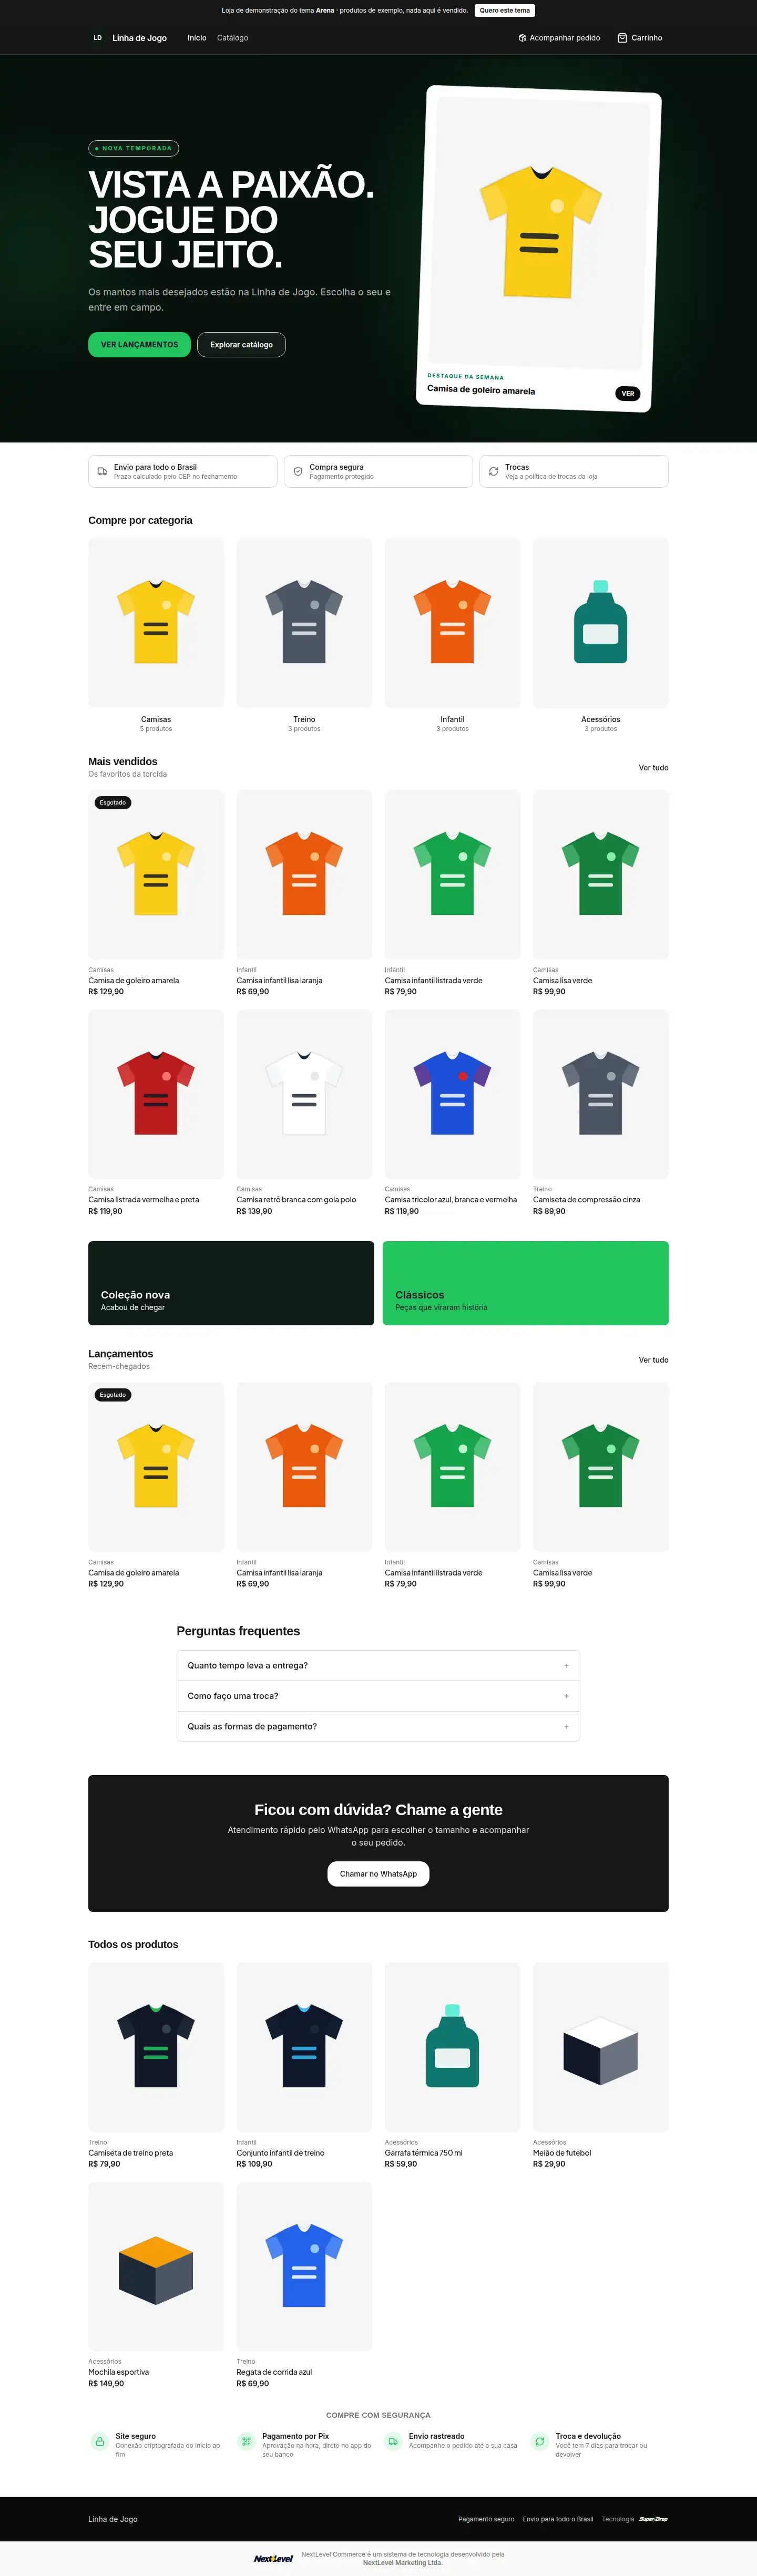 Loja de demonstração do tema Arena · produtos de exemplo, nada aqui é vendido. Quero este tema
LD Linha de Jogo Início Catálogo Acompanhar pedido Carrinho
NOVA TEMPORADA
VISTA A PAIXÃO.
JOGUE DO
SEU JEITO.
Os mantos mais desejados estão na Linha de Jogo. Escolha o seu e
entre em campo.
VER LANÇAMENTOS Explorar catálogo
DESTAQUE DA SEMANA
Camisa de goleiro amarela VER
Envio para todo o Brasil
Prazo calculado pelo CEP no fechamento
Compra segura
Pagamento protegido
Trocas
Veja a política de trocas da loja
Compre por categoria
Camisas
5 produtos
Treino
3 produtos
Infantil
3 produtos
Acessórios
3 produtos
Mais vendidos
Os favoritos da torcida
Ver tudo
Esgotado
Camisas
Camisa de goleiro amarela
R$ 129,90
Infantil
Camisa infantil lisa laranja
R$ 69,90
Infantil
Camisa infantil listrada verde
R$ 79,90
Camisas
Camisa lisa verde
R$ 99,90
Camisas
Camisa listrada vermelha e preta
R$ 119,90
Camisas
Camisa retrô branca com gola polo
R$ 139,90
Camisas
Camisa tricolor azul, branca e vermelha
R$ 119,90
Treino
Camiseta de compressão cinza
R$ 89,90
Coleção nova
Acabou de chegar
Clássicos
Peças que viraram história
Lançamentos
Recém-chegados
Ver tudo
Esgotado
Camisas
Camisa de goleiro amarela
R$ 129,90
Infantil
Camisa infantil lisa laranja
R$ 69,90
Infantil
Camisa infantil listrada verde
R$ 79,90
Camisas
Camisa lisa verde
R$ 99,90
Perguntas frequentes
Quanto tempo leva a entrega? +
Como faço uma troca? +
Quais as formas de pagamento? +
Ficou com dúvida? Chame a gente
Atendimento rápido pelo WhatsApp para escolher o tamanho e acompanhar
o seu pedido.
Chamar no WhatsApp
Todos os produtos
Treino
Camiseta de treino preta
R$ 79,90
Infantil
Conjunto infantil de treino
R$ 109,90
Acessórios
Garrafa térmica 750 ml
R$ 59,90
Acessórios
Meião de futebol
R$ 29,90
Acessórios
Mochila esportiva
R$ 149,90
Treino
Regata de corrida azul
R$ 69,90
COMPRE COM SEGURANÇA
Site seguro
Conexão criptografada do início ao
fim
Pagamento por Pix
Aprovação na hora, direto no app do
seu banco
Envio rastreado
Acompanhe o pedido até a sua casa
Troca e devolução
Você tem 7 dias para trocar ou
devolver
Linha de Jogo Pagamento seguro Envio para todo o Brasil Tecnologia SuperDrop
NextLevel NextLevel Commerce é um sistema de tecnologia desenvolvido pela
NextLevel Marketing Ltda.